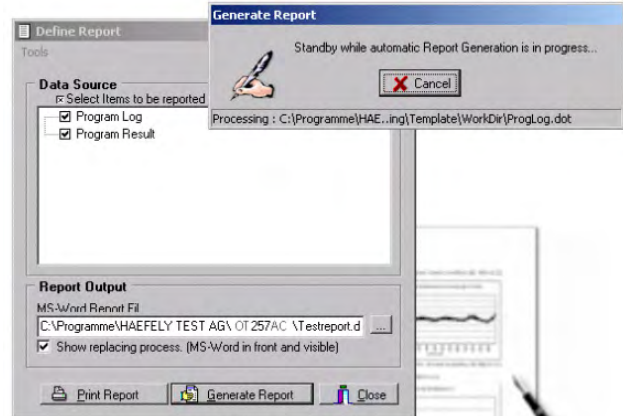 Generate Report
Standby while automatic Report Generation is in progress...
Cancel
Processing : C:\Programme\HAE..ing\Template\WorkDir\ProgLog.dot
Define Report
Tools
Data Source
Select Items to be reported
Program Log
Program Result
Report Output
MS-Word Report Fil
C:\Programme\HAEFELY TEST AG\ OT257AC \Testreport.d
...
Show replacing process. (MS-Word in front and visible)
Print Report
Generate Report
Close